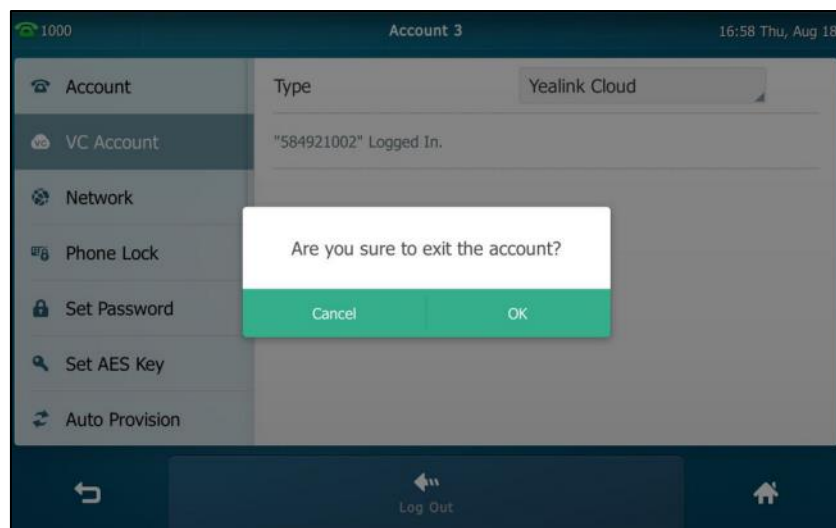 1000 Account 3 16:58 Thu, Aug 18
Account
Type Yealink Cloud
VC VC Account
"584921002" Logged In.
Network
Phone Lock
Are you sure to exit the account?
Set Password
Cancel OK
Set AES Key
Auto Provision
Log Out